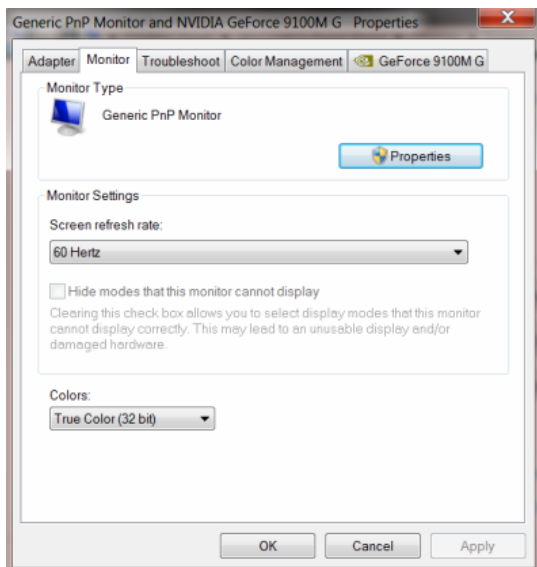 Generic PnP Monitor and NVIDIA GeForce 9100M G Properties
Adapter Monitor Troubleshoot Color Management GeForce 9100M G
Monitor Type
Generic PnP Monitor
Properties
Monitor Settings
Screen refresh rate:
60 Hertz
Hide modes that this monitor cannot display
Clearing this check box allows you to select display modes that this monitor
cannot display correctly. This may lead to an unusable display and/or
damaged hardware.
Colors:
True Color (32 bit)
OK Cancel Apply